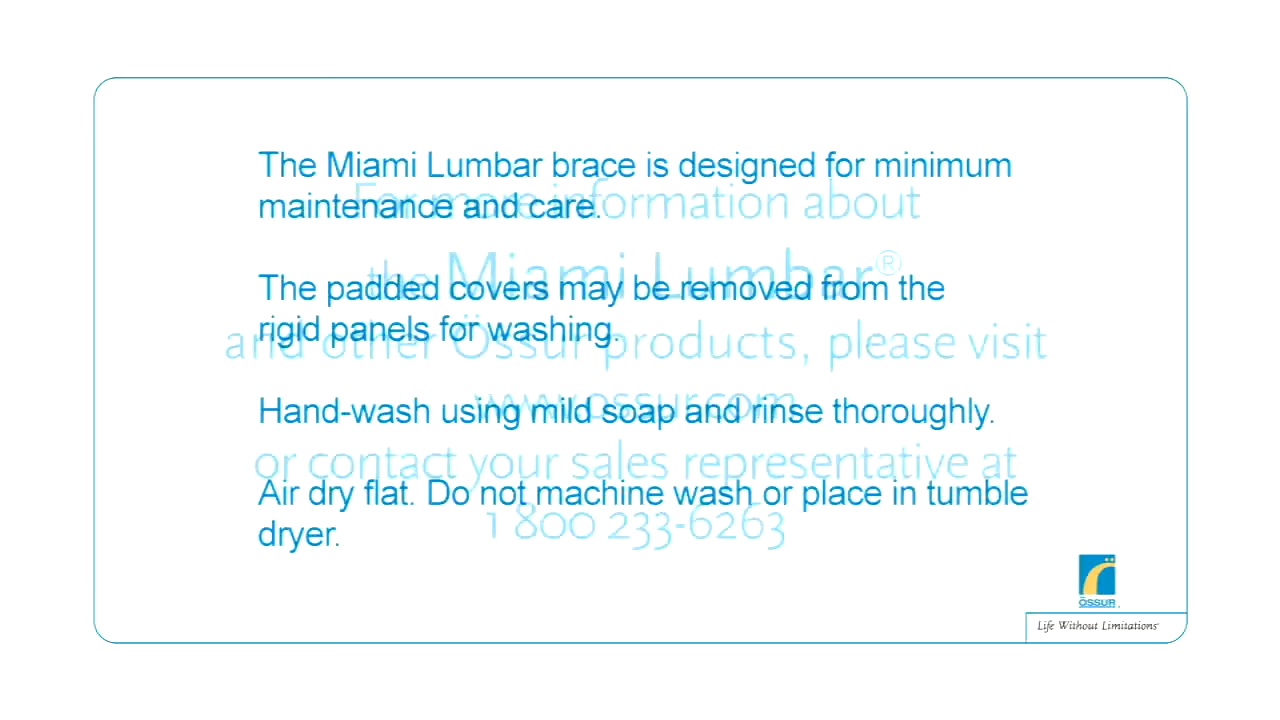 The Miami Lumbar brace is designed for minimum
maintenance and care.
The padded covers may be removed from the
rigid panels for washing.
Hand-wash using mild soap and rinse thoroughly.
Air dry flat. Do not machine wash or place in tumble
dryer.
For more information about
the Miami Lumbar®
and other Össur products, please visit
www.ossur.com
or contact your sales representative at
1 800 233-6263
ÖSSUR
Life Without Limitations